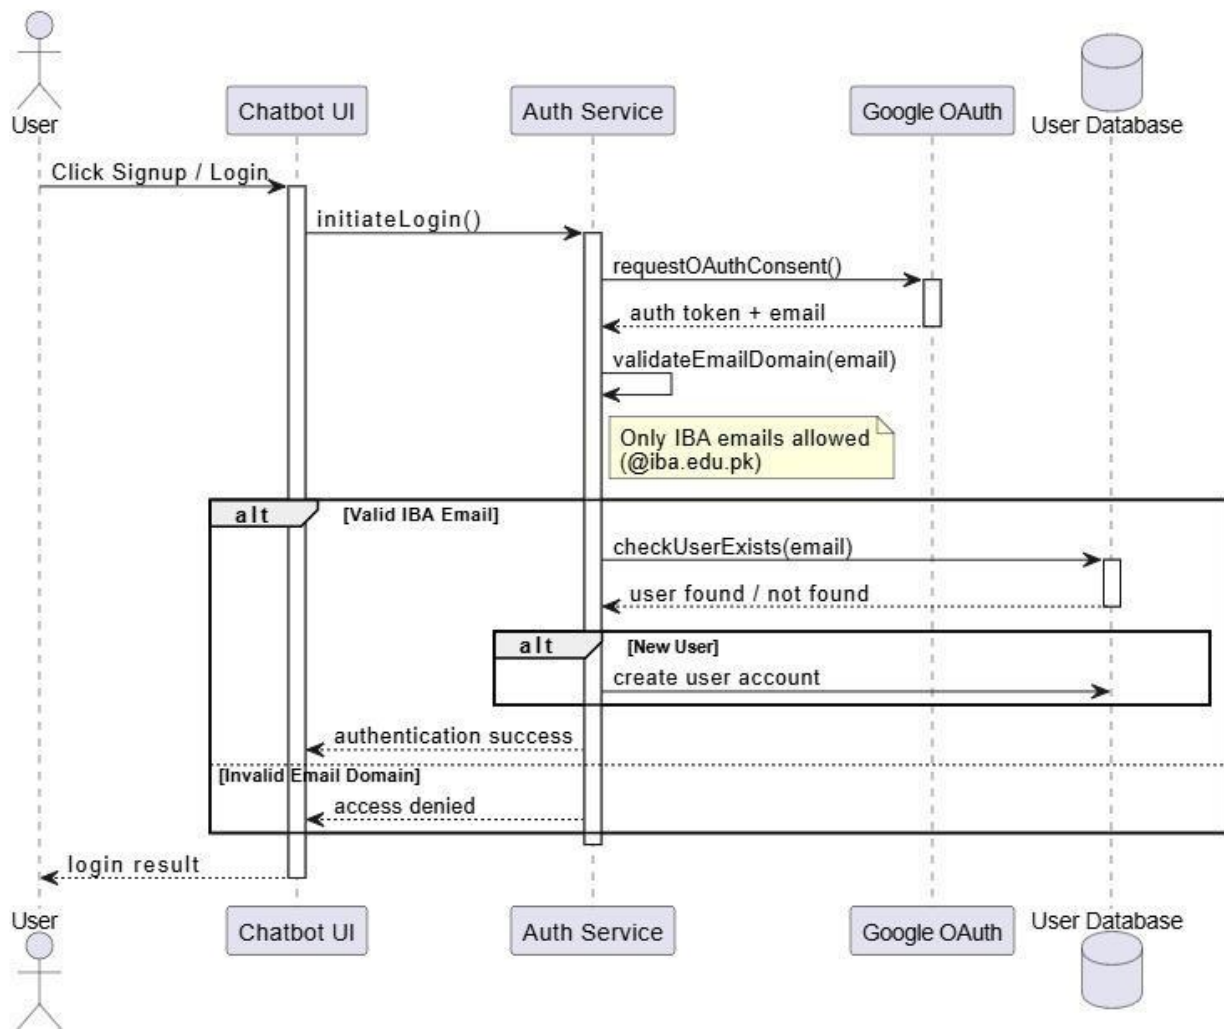 User
Chatbot UI
Auth Service
Google OAuth
User Database
Click Signup / Login
initiateLogin()
requestOAuthConsent()
auth token + email
validateEmailDomain(email)
Only IBA emails allowed
(@iba.edu.pk)
alt [Valid IBA Email]
checkUserExists(email)
user found / not found
alt [New User]
create user account
authentication success
[Invalid Email Domain]
access denied
login result
User
Chatbot UI
Auth Service
Google OAuth
User Database